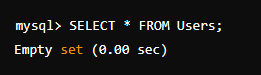 mysql> SELECT * FROM Users;
Empty set (0.00 sec)